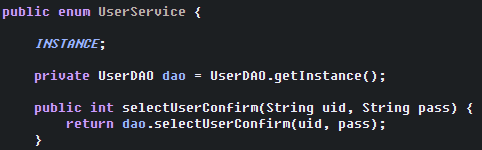 public enum UserService {
INSTANCE;
private UserDAO dao = UserDAO.getInstance();
public int selectUserConfirm(String uid, String pass) {
return dao.selectUserConfirm(uid, pass);
}